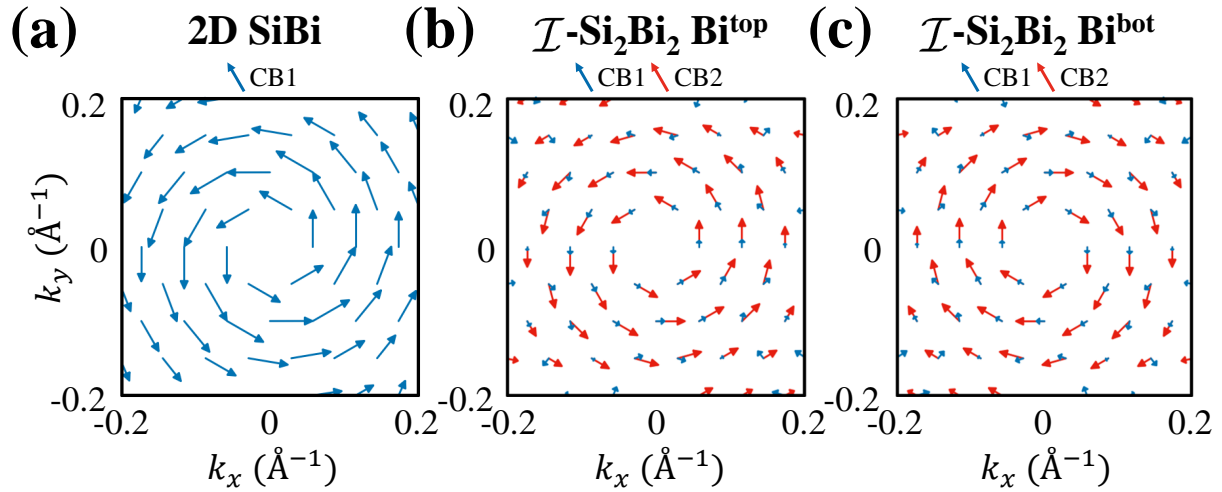 (a) 2D SiBi
CB1
0.2
0
-0.2
-0.2 0 0.2
k_y (Å⁻¹)
k_x (Å⁻¹)
(b) ℐ-Si₂Bi₂ Biᵗᵒᵖ
CB1 CB2
0.2
0
-0.2
-0.2 0 0.2
k_x (Å⁻¹)
(c) ℐ-Si₂Bi₂ Biᵇᵒᵗ
CB1 CB2
0.2
0
-0.2
-0.2 0 0.2
k_x (Å⁻¹)